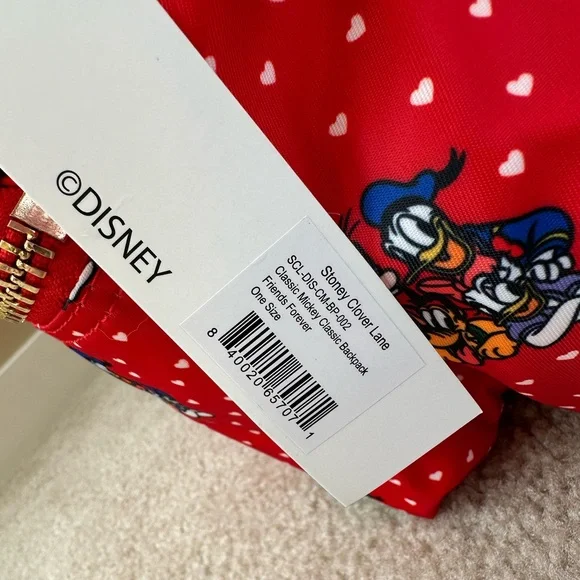 ©DISNEY
Stoney Clover Lane
SCL-DIS-CM-BP-002
Classic Mickey Classic Backpack
Friends Forever
One Size
8 40020 65707 1